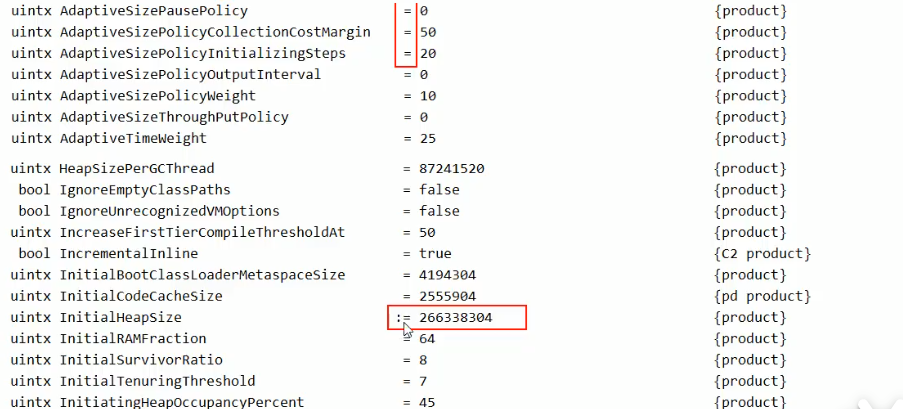 uintx AdaptiveSizePausePolicy = 0 {product}
uintx AdaptiveSizePolicyCollectionCostMargin = 50 {product}
uintx AdaptiveSizePolicyInitializingSteps = 20 {product}
uintx AdaptiveSizePolicyOutputInterval = 0 {product}
uintx AdaptiveSizePolicyWeight = 10 {product}
uintx AdaptiveSizeThroughPutPolicy = 0 {product}
uintx AdaptiveTimeWeight = 25 {product}
uintx HeapSizePerGCThread = 87241520 {product}
bool IgnoreEmptyClassPaths = false {product}
bool IgnoreUnrecognizedVMOptions = false {product}
uintx IncreaseFirstTierCompileThresholdAt = 50 {product}
bool IncrementalInline = true {C2 product}
uintx InitialBootClassLoaderMetaspaceSize = 4194304 {product}
uintx InitialCodeCacheSize = 2555904 {pd product}
uintx InitialHeapSize := 266338304 {product}
uintx InitialRAMFraction = 64 {product}
uintx InitialSurvivorRatio = 8 {product}
uintx InitialTenuringThreshold = 7 {product}
uintx InitiatingHeapOccupancyPercent = 45 {product}